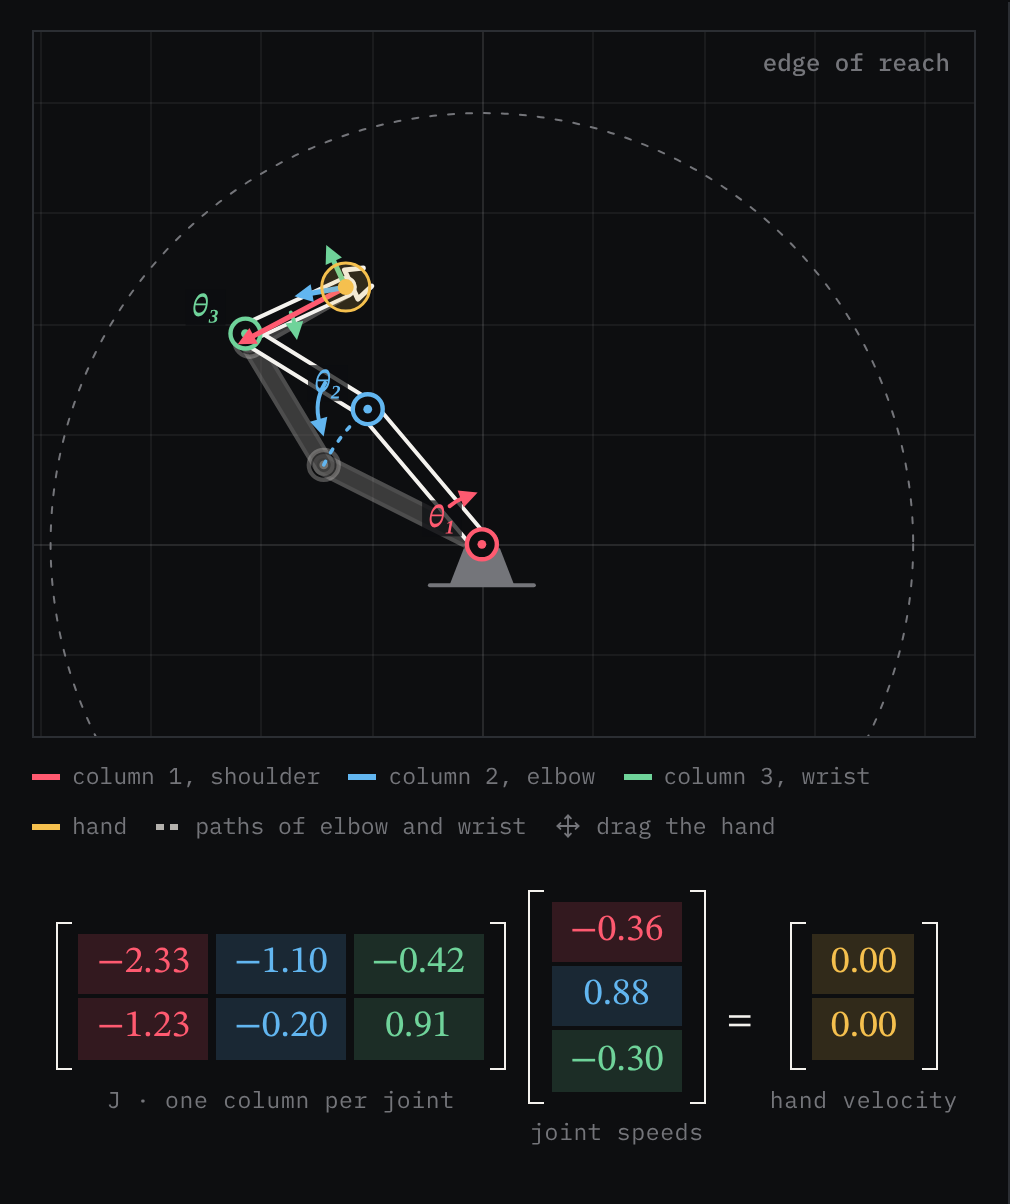 edge of reach
θ3
θ2
θ1
column 1, shoulder column 2, elbow column 3, wrist
hand paths of elbow and wrist drag the hand
−2.33 −1.10 −0.42
−1.23 −0.20 0.91
−0.36
0.88
−0.30
=
0.00
0.00
J · one column per joint
joint speeds
hand velocity